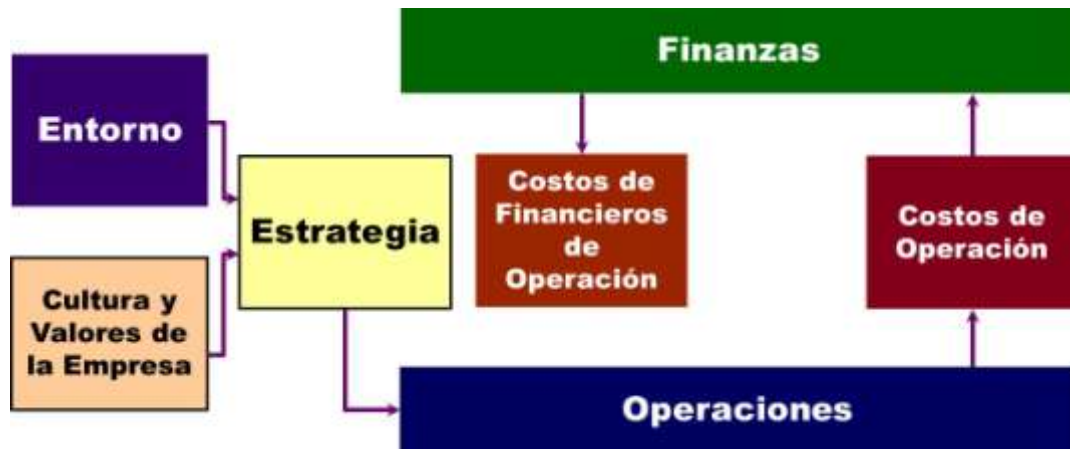 Finanzas
Entorno
Estrategia
Costos de
Financieros
de
Operación
Costos de
Operación
Cultura y
Valores de
la Empresa
Operaciones